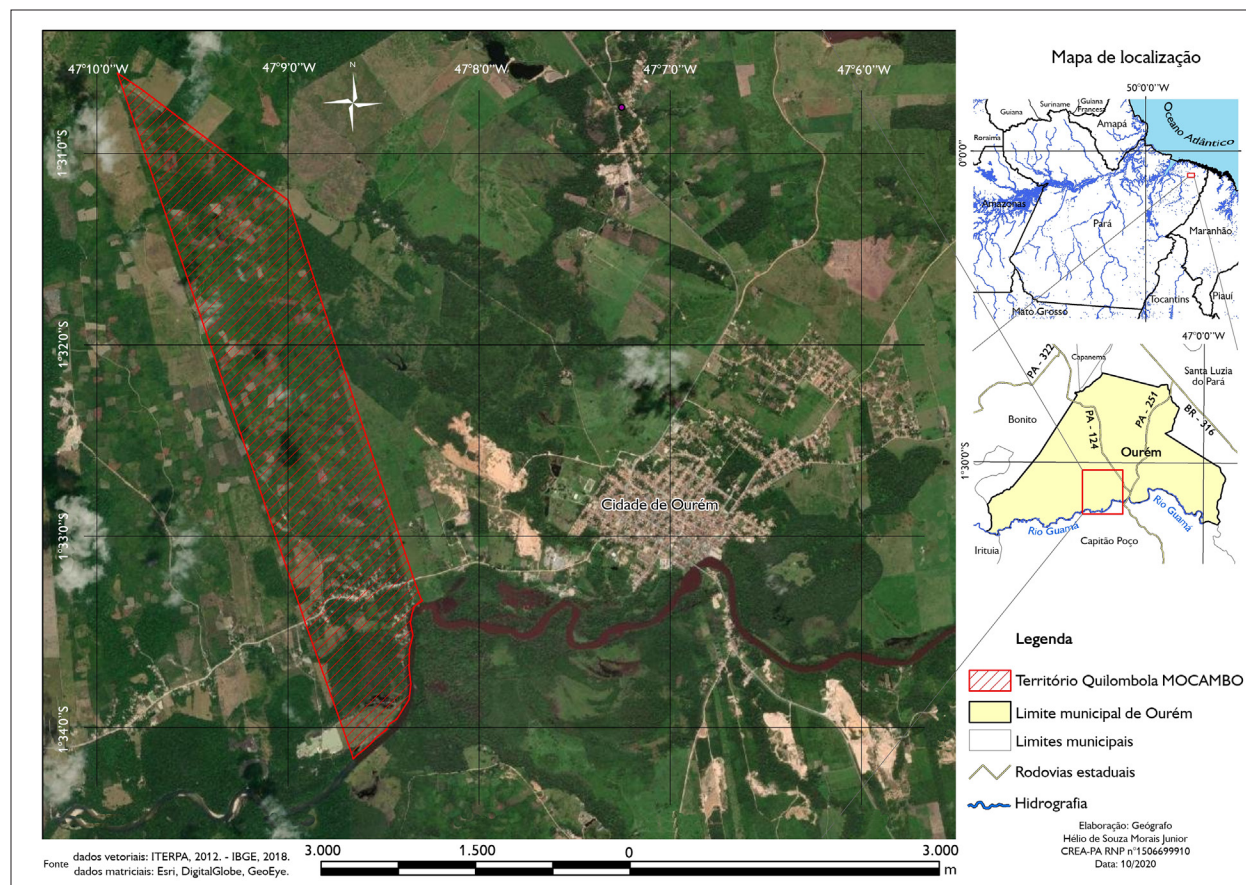 47°10'0"W
47°9'0"W
N
47°8'0"W
47°7'0"W
47°6'0"W
1°31'0"S
1°32'0"S
1°33'0"S
1°34'0"S
Cidade de Ourém
Fonte
dados vetoriais: ITERPA, 2012. - IBGE, 2018.
dados matriciais: Esri, DigitalGlobe, GeoEye.
3.000
1.500
0
3.000
m
Mapa de localização
50°0'0"W
0°0'0"
Guiana
Suriname
Guiana
Francesa
Amapá
Oceano Atlântico
Roraima
Amazonas
Pará
Maranhão
Mato Grosso
Tocantins
Piauí
47°0'0"W
1°30'0"S
PA - 322
Capanema
Santa Luzia
do Pará
Bonito
PA - 124
PA - 251
BR - 316
Ourém
Rio Guamá
Rio Guamá
Irituia
Capitão Poço
Legenda
Território Quilombola MOCAMBO
Limite municipal de Ourém
Limites municipais
Rodovias estaduais
Hidrografia
Elaboração: Geógrafo
Hélio de Souza Morais Junior
CREA-PA RNP n°1506699910
Data: 10/2020